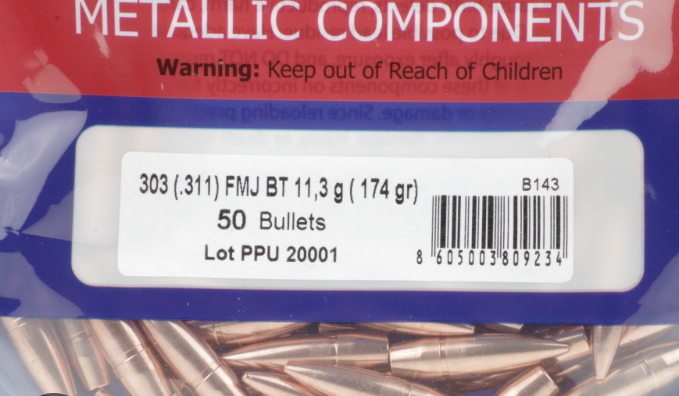 METALLIC COMPONENTS
Warning: Keep out of Reach of Children
303 (.311) FMJ BT 11,3 g ( 174 gr)
B143
50 Bullets
Lot PPU 20001
8 605003 809234